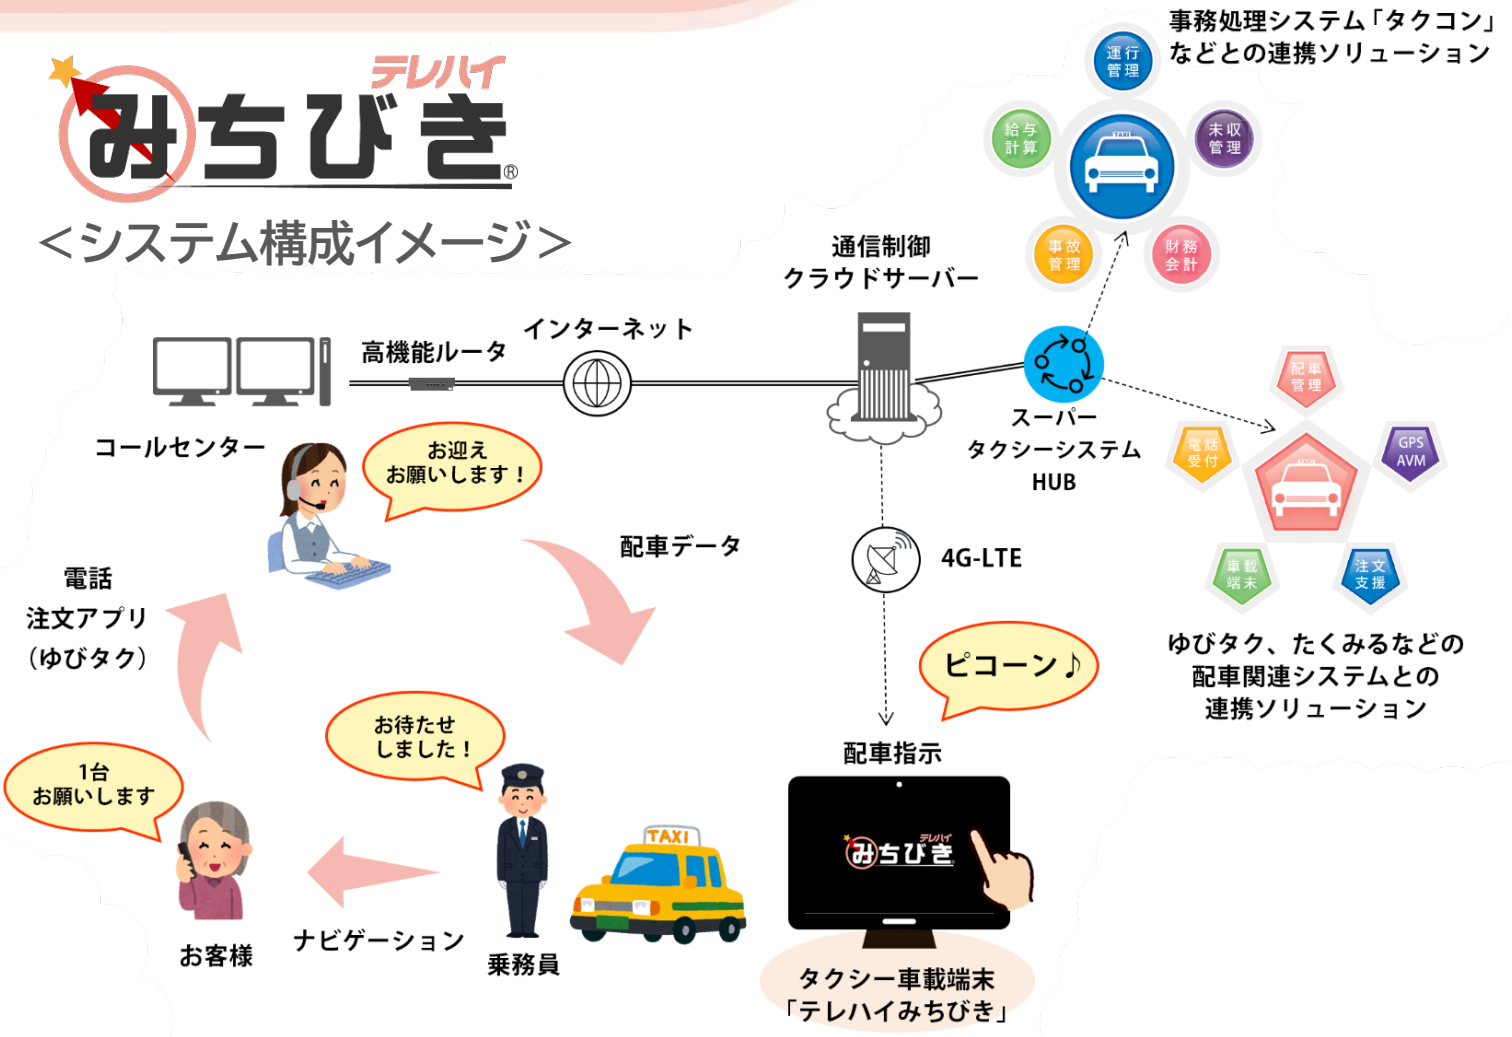 テレハイ
みちびき®
＜システム構成イメージ＞
事務処理システム「タクコン」
などとの連携ソリューション
運行
管理
給与
計算
TAXI
未収
管理
事故
管理
財務
会計
通信制御
クラウドサーバー
インターネット
高機能ルータ
コールセンター
お迎え
お願いします！
スーパー
タクシーシステム
HUB
配車
管理
電話
受付
TAXI
GPS
AVM
車載
端末
注文
支援
ゆびタク、たくみるなどの
配車関連システムとの
連携ソリューション
配車データ
4G-LTE
電話
注文アプリ
（ゆびタク）
ピコーン♪
お待たせ
しました！
1台
お願いします
配車指示
TAXI
テレハイ
みちびき
ナビゲーション
お客様
乗務員
タクシー車載端末
「テレハイみちびき」